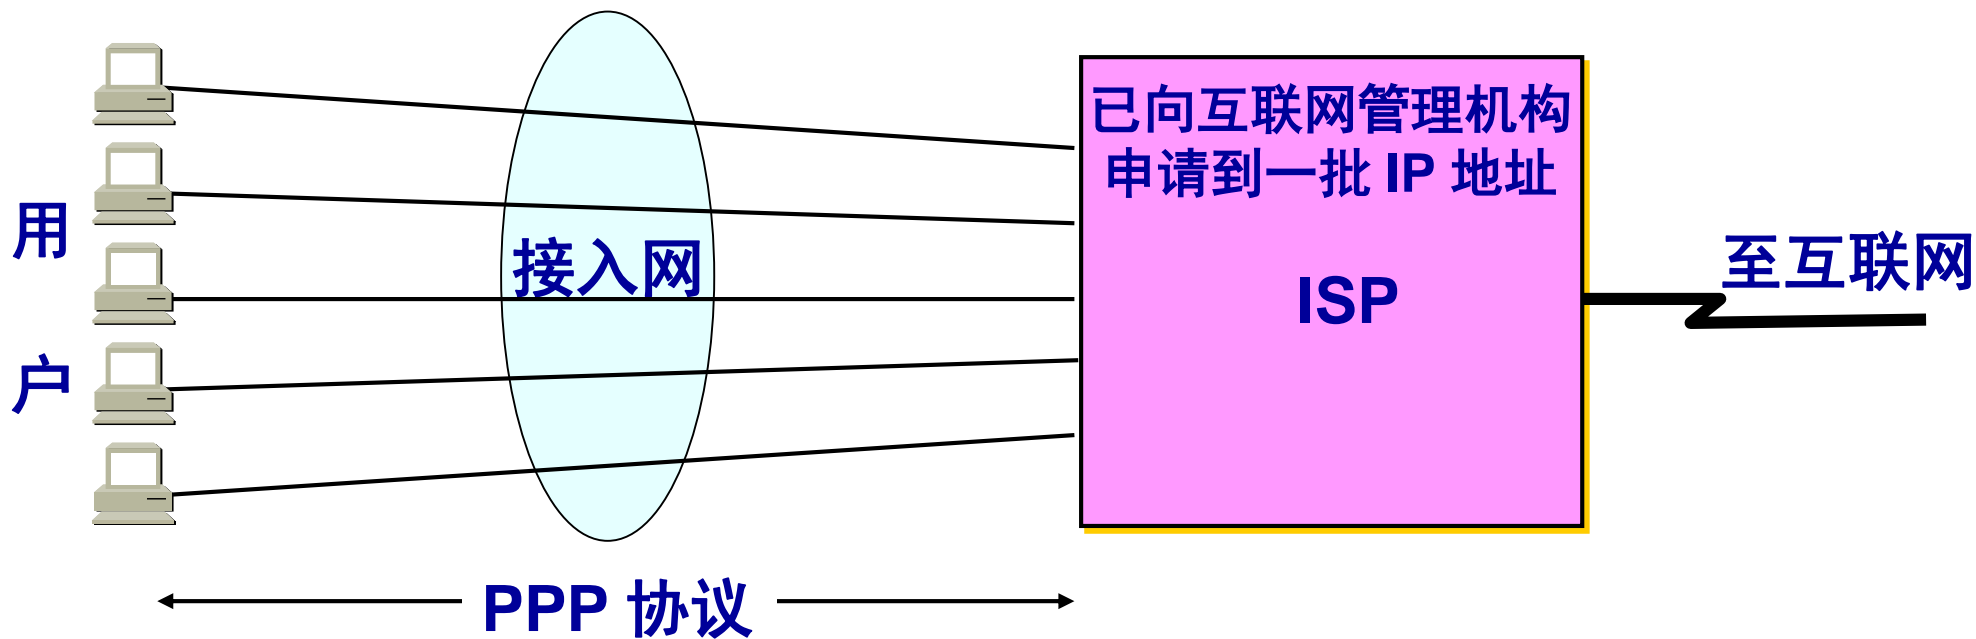 用
户
接入网
已向互联网管理机构
申请到一批 IP 地址
ISP
至互联网
PPP 协议